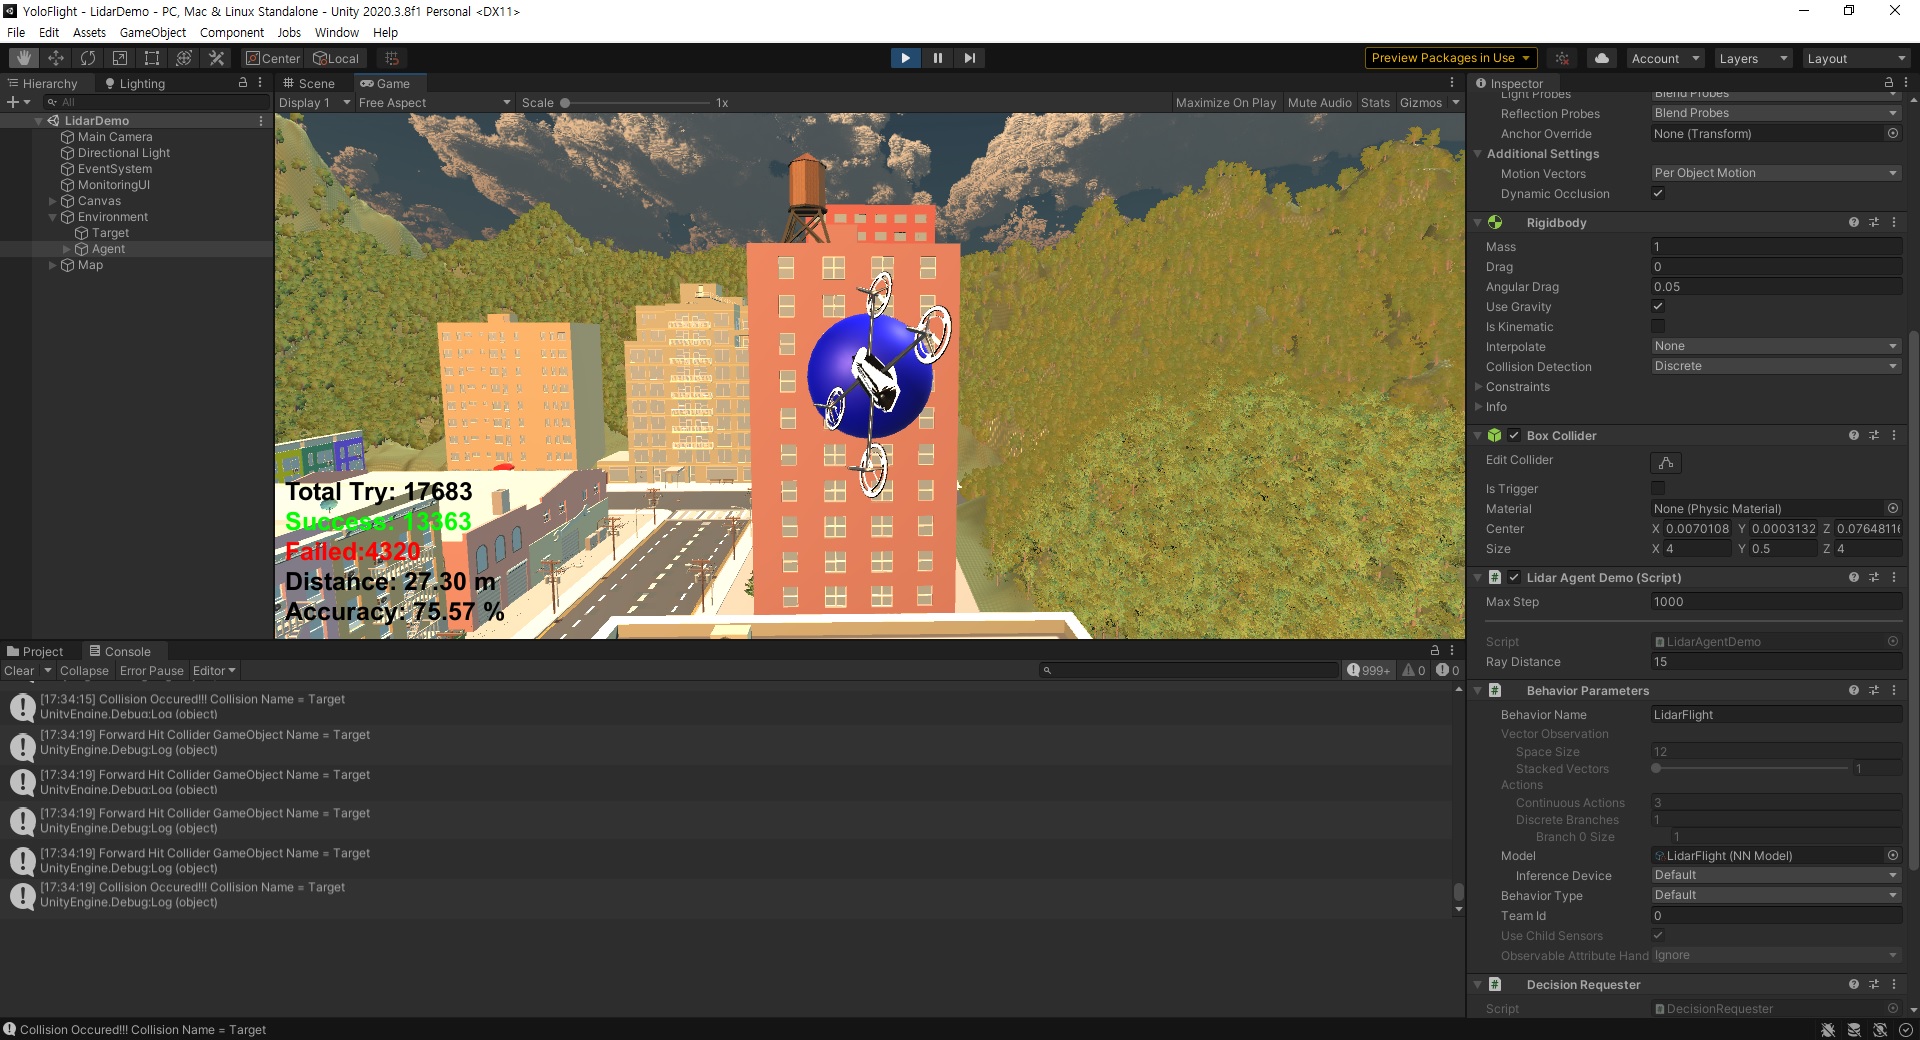 YoloFlight - LidarDemo - PC, Mac & Linux Standalone - Unity 2020.3.8f1 Personal <DX11>
File Edit Assets GameObject Component Jobs Window Help
Center Local Preview Packages in Use Account Layers Layout
Hierarchy Lighting
All
LidarDemo
Main Camera
Directional Light
EventSystem
MonitoringUI
Canvas
Environment
Target
Agent
Map
Scene Game
Display 1 Free Aspect Scale 1x Maximize On Play Mute Audio Stats Gizmos
Total Try: 17683
Success: 13363
Failed:4320
Distance: 27.30 m
Accuracy: 75.57 %
Project Console
Clear Collapse Error Pause Editor 999+ 0 0
[17:34:15] Collision Occured!!! Collision Name = Target
UnityEngine.Debug:Log (object)
[17:34:19] Forward Hit Collider GameObject Name = Target
UnityEngine.Debug:Log (object)
[17:34:19] Forward Hit Collider GameObject Name = Target
UnityEngine.Debug:Log (object)
[17:34:19] Forward Hit Collider GameObject Name = Target
UnityEngine.Debug:Log (object)
[17:34:19] Forward Hit Collider GameObject Name = Target
UnityEngine.Debug:Log (object)
[17:34:19] Collision Occured!!! Collision Name = Target
UnityEngine.Debug:Log (object)
Collision Occured!!! Collision Name = Target
Inspector
Light Probes Blend Probes
Reflection Probes Blend Probes
Anchor Override None (Transform)
Additional Settings
Motion Vectors Per Object Motion
Dynamic Occlusion
Rigidbody
Mass 1
Drag 0
Angular Drag 0.05
Use Gravity
Is Kinematic
Interpolate None
Collision Detection Discrete
Constraints
Info
Box Collider
Edit Collider
Is Trigger
Material None (Physic Material)
Center X 0.0070108 Y 0.0003132 Z 0.0764811
Size X 4 Y 0.5 Z 4
Lidar Agent Demo (Script)
Max Step 1000
Script LidarAgentDemo
Ray Distance 15
Behavior Parameters
Behavior Name LidarFlight
Vector Observation
Space Size 12
Stacked Vectors 1
Actions
Continuous Actions 3
Discrete Branches 1
Branch 0 Size 1
Model LidarFlight (NN Model)
Inference Device Default
Behavior Type Default
Team Id 0
Use Child Sensors
Observable Attribute Hand Ignore
Decision Requester
Script DecisionRequester